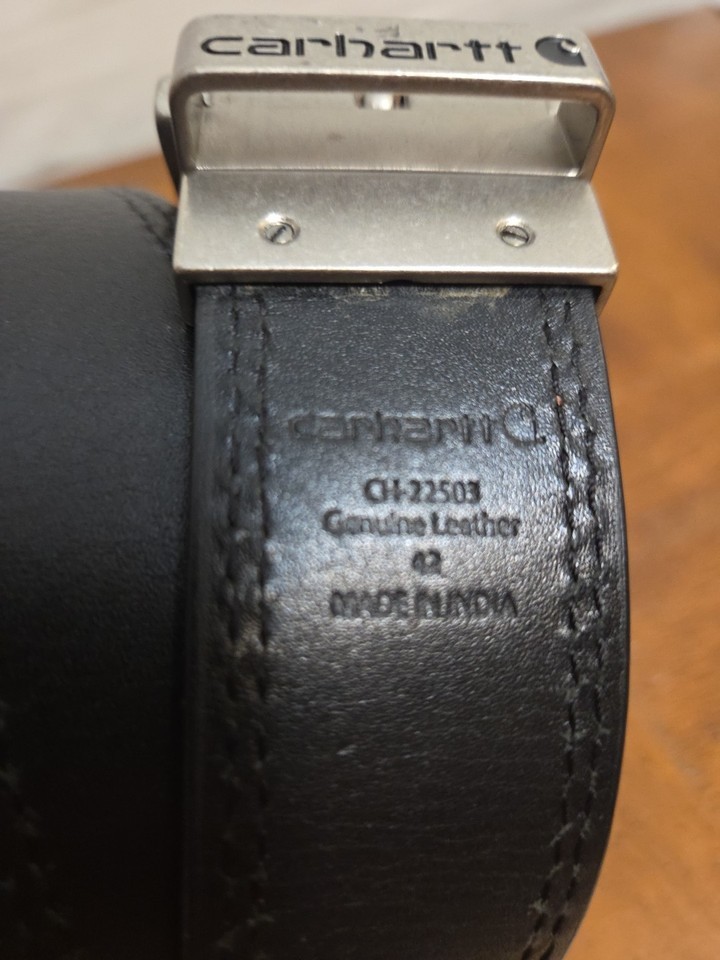 carhartt
carhartt
CH-22503
Genuine Leather
42
MADE IN INDIA